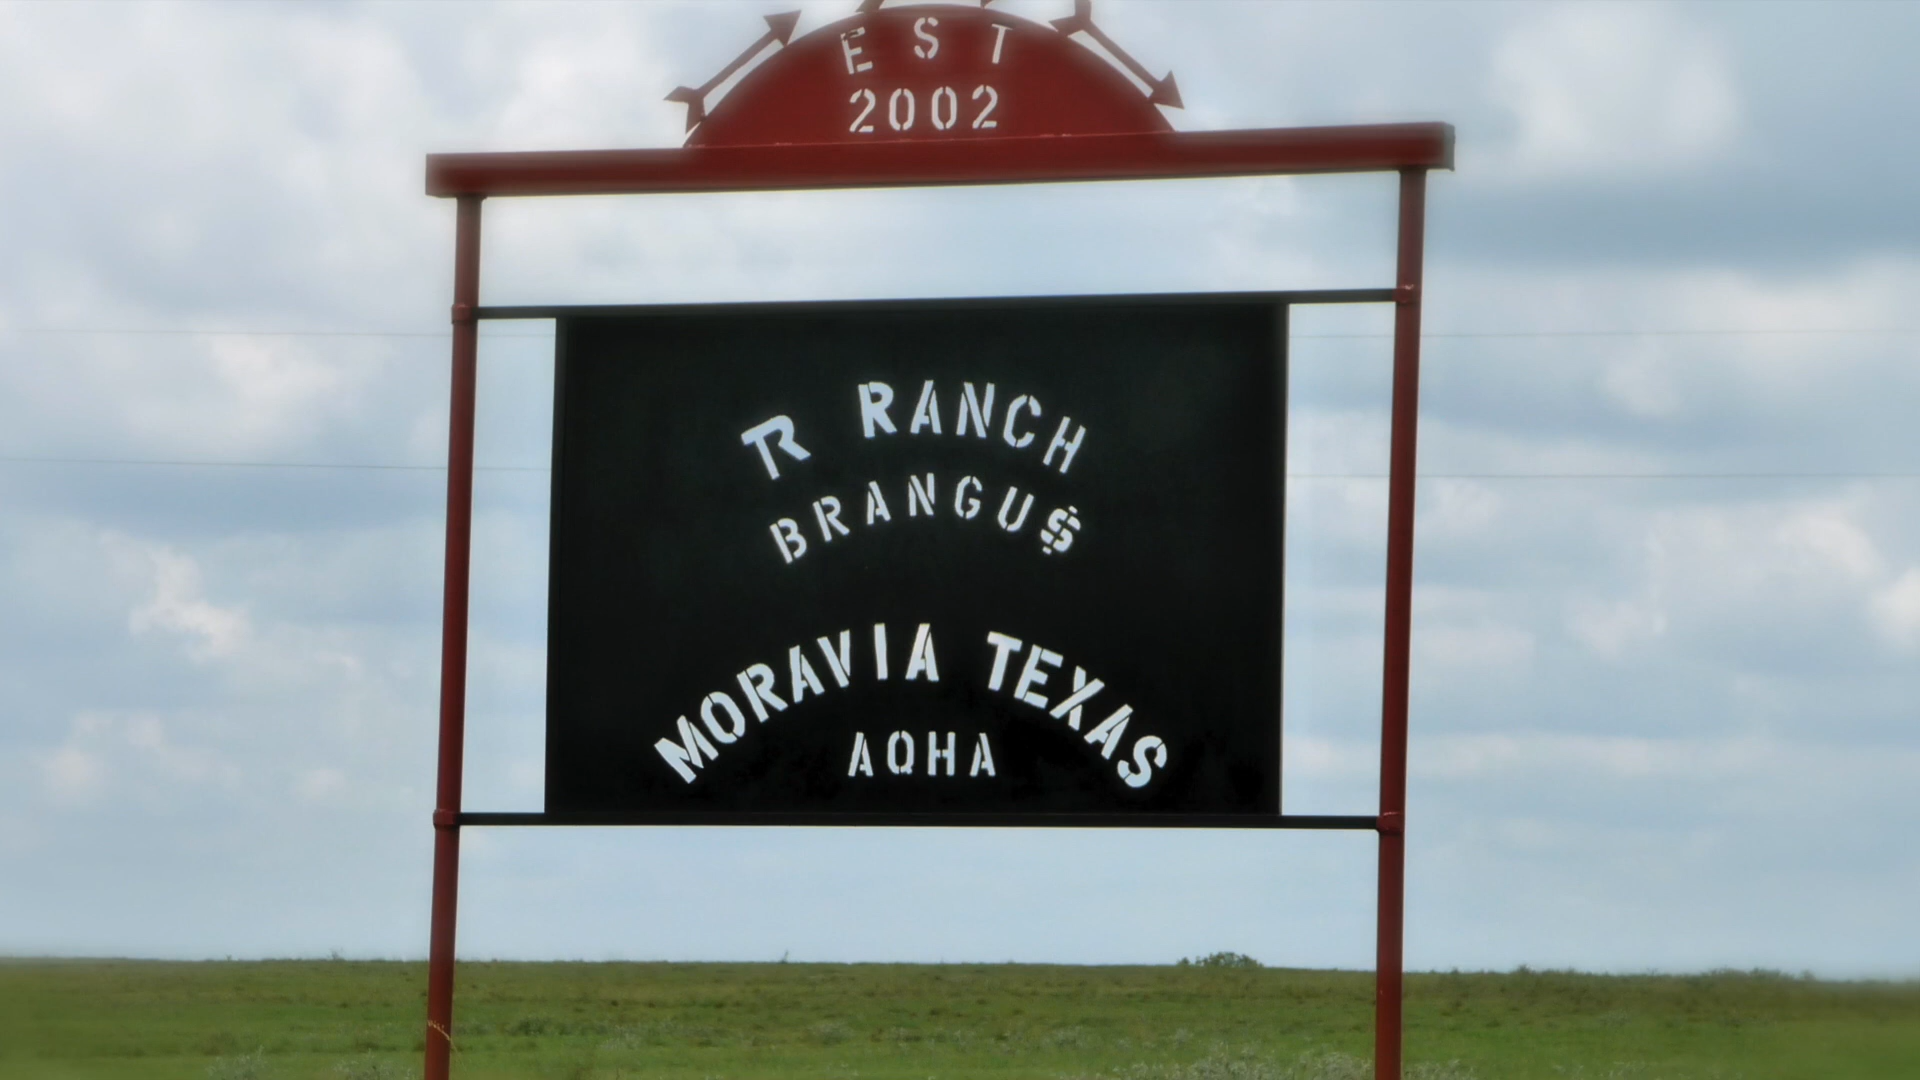 EST
2002
TR RANCH
BRANGU$
MORAVIA TEXAS
AQHA